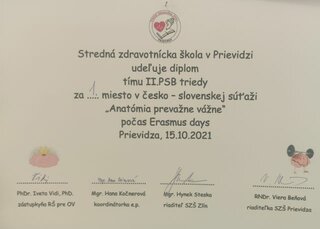 Stredná zdravotnícka škola v Prievidzi
udeľuje diplom
tímu II.PSB triedy
za 1. miesto v česko – slovenskej súťaži
„Anatómia prevažne vážne"
počas Erasmus days
Prievidza, 15.10.2021
PhDr. Iveta Vidi, PhD.
zástupkyňa RŠ pre OV
Mgr. Hana Kačnerová
koordinátorka e.p.
Mgr. Hynek Steska
riaditeľ SZŠ Zlín
RNDr. Viera Beňová
riaditeľka SZŠ Prievidza